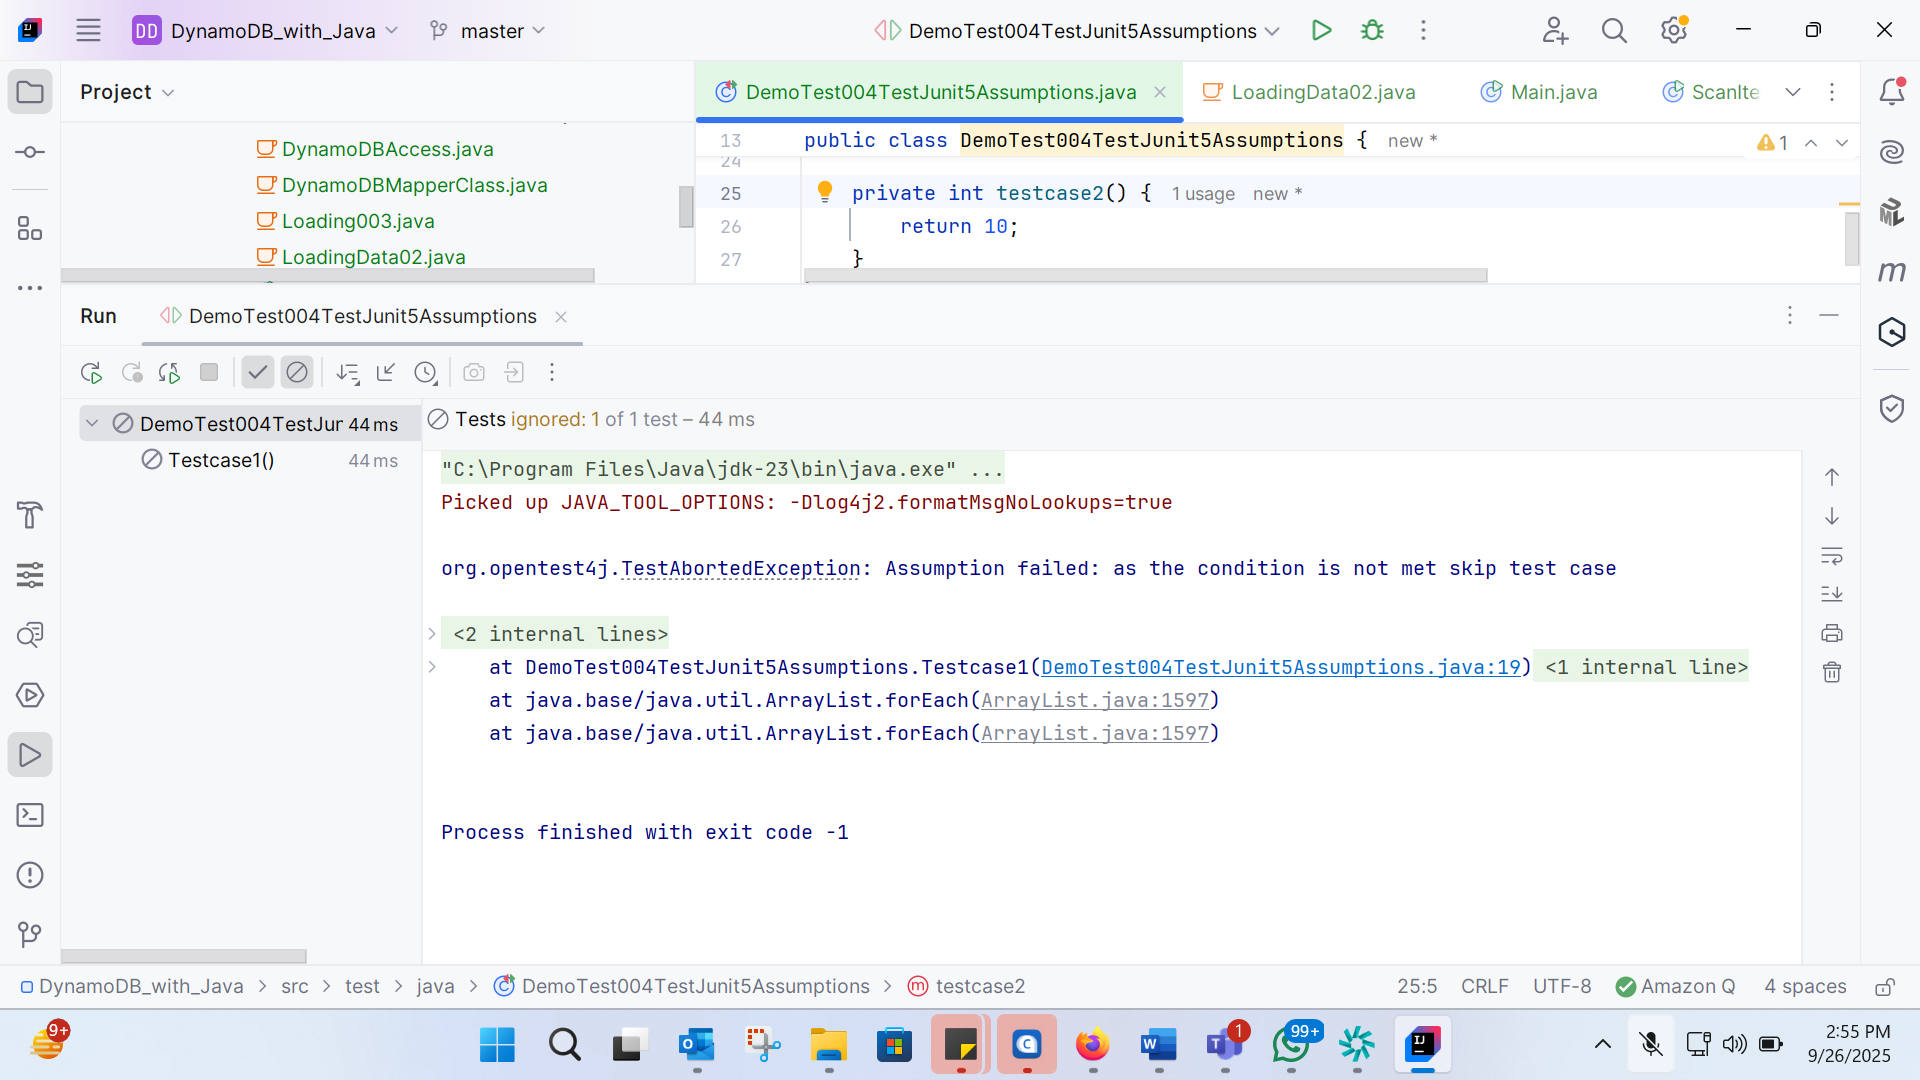 DD DynamoDB_with_Java master DemoTest004TestJunit5Assumptions
Project
DynamoDBAccess.java
DynamoDBMapperClass.java
Loading003.java
LoadingData02.java
DemoTest004TestJunit5Assumptions.java LoadingData02.java Main.java ScanIte
13 public class DemoTest004TestJunit5Assumptions { new * 1
24
25 private int testcase2() { 1 usage new *
26 return 10;
27 }
Run DemoTest004TestJunit5Assumptions
DemoTest004TestJur 44 ms
Testcase1() 44 ms
Tests ignored: 1 of 1 test – 44 ms
"C:\Program Files\Java\jdk-23\bin\java.exe" ...
Picked up JAVA_TOOL_OPTIONS: -Dlog4j2.formatMsgNoLookups=true
org.opentest4j.TestAbortedException: Assumption failed: as the condition is not met skip test case
<2 internal lines>
at DemoTest004TestJunit5Assumptions.Testcase1(DemoTest004TestJunit5Assumptions.java:19) <1 internal line>
at java.base/java.util.ArrayList.forEach(ArrayList.java:1597)
at java.base/java.util.ArrayList.forEach(ArrayList.java:1597)
Process finished with exit code -1
DynamoDB_with_Java > src > test > java > DemoTest004TestJunit5Assumptions > testcase2 25:5 CRLF UTF-8 Amazon Q 4 spaces
9+
1
99+
2:55 PM
9/26/2025